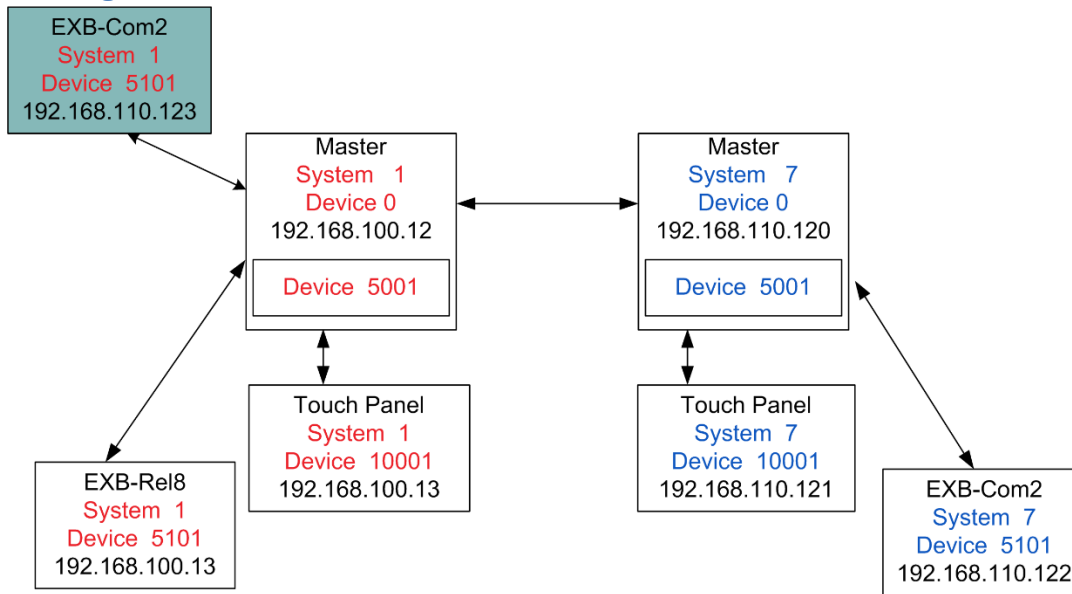 EXB-Com2
System 1
Device 5101
192.168.110.123
Master
System 1
Device 0
192.168.100.12
Device 5001
Master
System 7
Device 0
192.168.110.120
Device 5001
Touch Panel
System 1
Device 10001
192.168.100.13
Touch Panel
System 7
Device 10001
192.168.110.121
EXB-Rel8
System 1
Device 5101
192.168.100.13
EXB-Com2
System 7
Device 5101
192.168.110.122